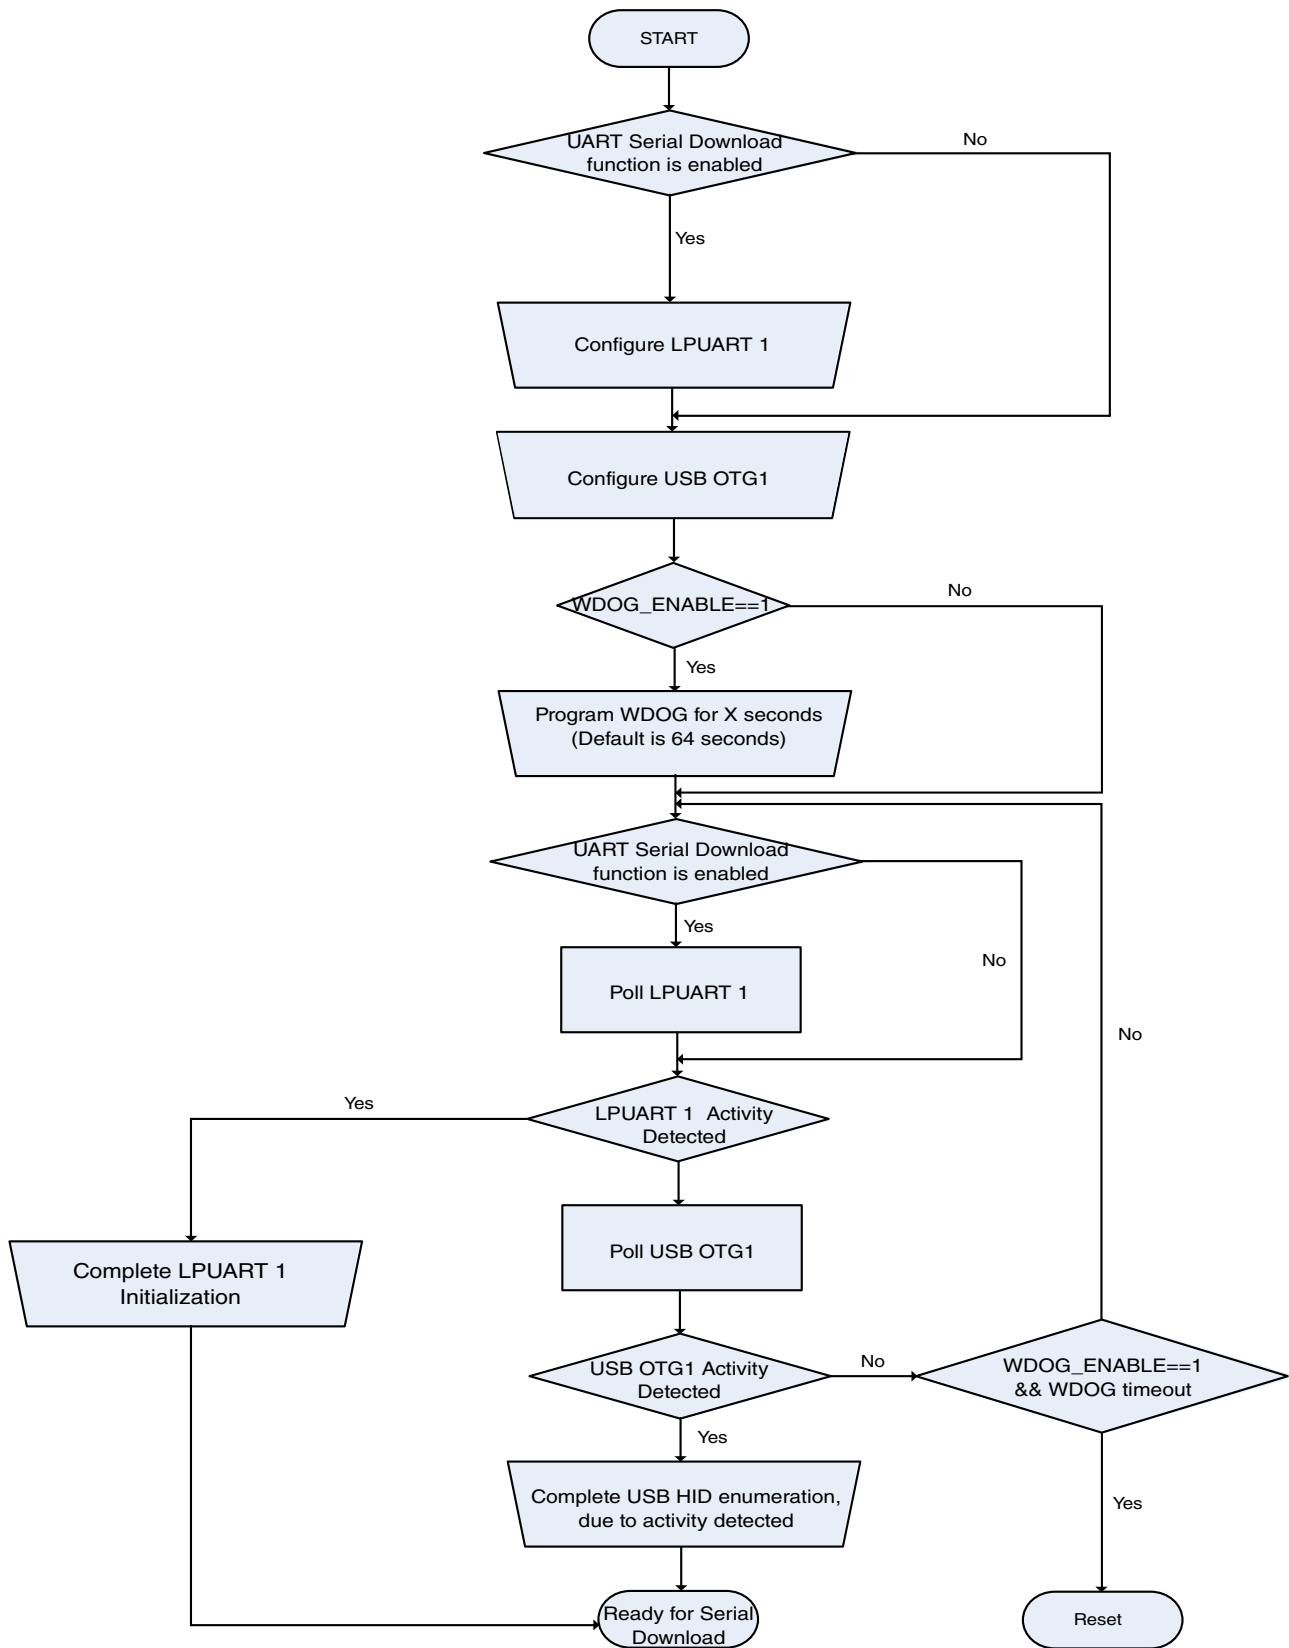 START
UART Serial Download
function is enabled
No
Yes
Configure LPUART 1
Configure USB OTG1
WDOG_ENABLE==1
No
Yes
Program WDOG for X seconds
(Default is 64 seconds)
UART Serial Download
function is enabled
Yes
No
Poll LPUART 1
No
LPUART 1 Activity
Detected
Yes
Poll USB OTG1
Complete LPUART 1
Initialization
USB OTG1 Activity
Detected
No
WDOG_ENABLE==1
&& WDOG timeout
Yes
Complete USB HID enumeration,
due to activity detected
Yes
Ready for Serial
Download
Reset